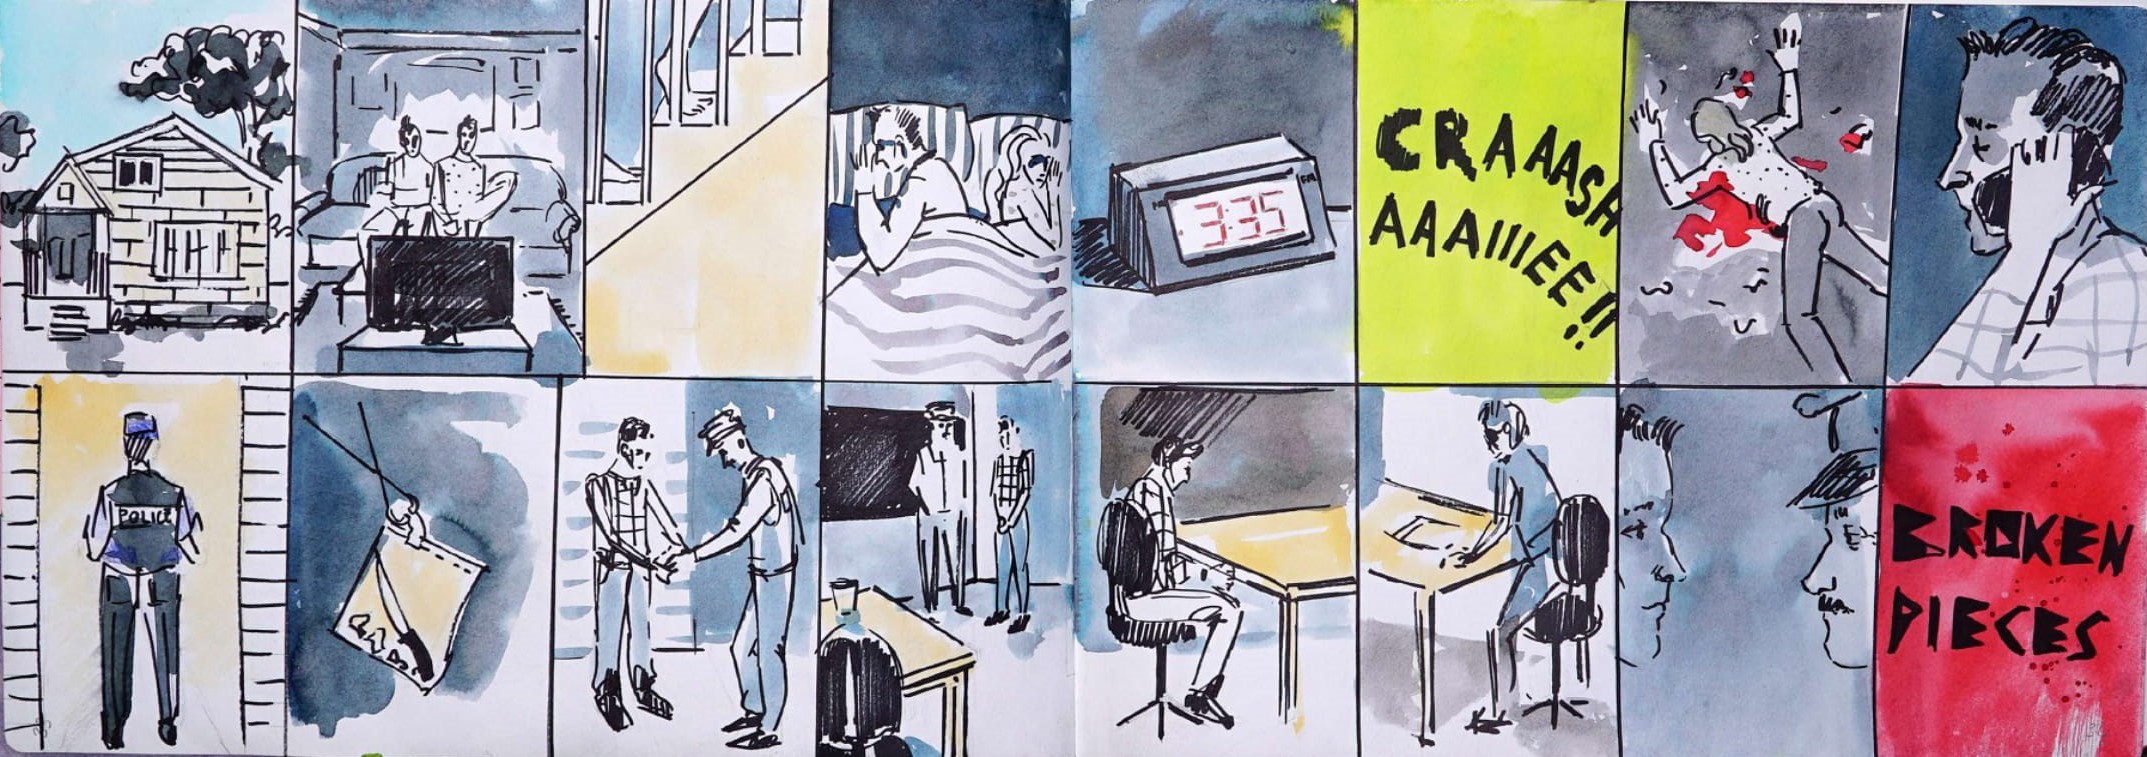 3:35
CRAAASH
AAAIIIEE!!
POLICE
BROKEN
PIECES